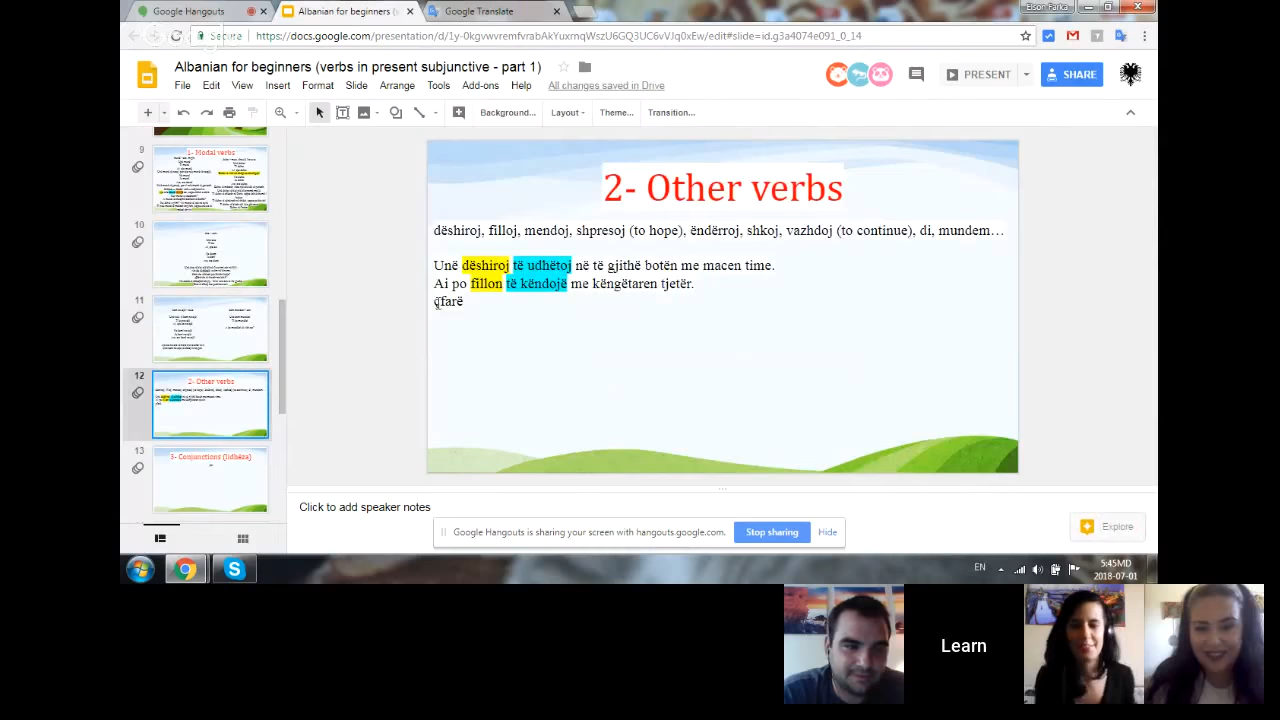 Google Hangouts
Albanian for beginners (
Google Translate
Elson Farka
Secure
https://docs.google.com/presentation/d/1y-0kgvwvremfvrabAkYuxrnqWszU6GQ3UC6vVJq0xEw/edit#slide=id.g3a4074e091_0_14
Albanian for beginners (verbs in present subjunctive - part 1)
File Edit View Insert Format Slide Arrange Tools Add-ons Help All changes saved in Drive
PRESENT
SHARE
Background... Layout Theme... Transition...
9
1- Modal verbs
10
11
12
2- Other verbs
13
3- Conjunctions (lidhëza)
2- Other verbs
dëshiroj, filloj, mendoj, shpresoj (to hope), ëndërroj, shkoj, vazhdoj (to continue), di, mundem…
Unë dëshiroj të udhëtoj në të gjithë botën me macen time.
Ai po fillon të këndojë me këngëtaren tjetër.
çfarë
Click to add speaker notes
Google Hangouts is sharing your screen with hangouts.google.com.
Stop sharing
Hide
Explore
EN
5:45MD
2018-07-01
Learn